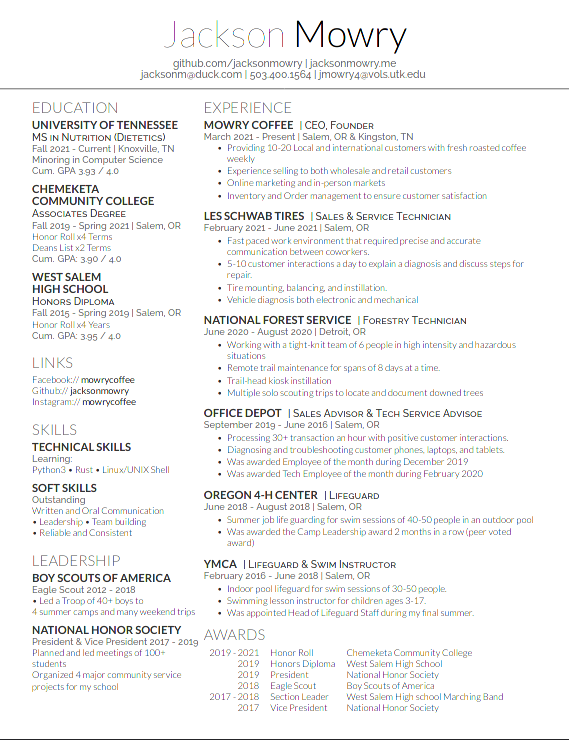 Jackson Mowry
github.com/jacksonmowry | jacksonmowry.me
jacksonm@duck.com | 503.400.1564 | jmowry4@vols.utk.edu
EDUCATION
UNIVERSITY OF TENNESSEE
MS in Nutrition (Dietetics)
Fall 2021 - Current | Knoxville, TN
Minoring in Computer Science
Cum. GPA 3.93 / 4.0
CHEMEKETA
COMMUNITY COLLEGE
Associates Degree
Fall 2019 - Spring 2021 | Salem, OR
Honor Roll x4 Terms
Deans List x2 Terms
Cum. GPA: 3.90 / 4.0
WEST SALEM
HIGH SCHOOL
Honors Diploma
Fall 2015 - Spring 2019 | Salem, OR
Honor Roll x4 Years
Cum. GPA: 3.95 / 4.0
LINKS
Facebook:// mowrycoffee
Github:// jacksonmowry
Instagram:// mowrycoffee
SKILLS
TECHNICAL SKILLS
Learning:
Python3 • Rust • Linux/UNIX Shell
SOFT SKILLS
Outstanding
Written and Oral Communication
• Leadership • Team building
• Reliable and Consistent
LEADERSHIP
BOY SCOUTS OF AMERICA
Eagle Scout 2012 - 2018
• Led a Troop of 40+ boys to
4 summer camps and many weekend trips
NATIONAL HONOR SOCIETY
President & Vice President 2017 - 2019
Planned and led meetings of 100+
students
Organized 4 major community service
projects for my school
EXPERIENCE
MOWRY COFFEE | CEO, Founder
March 2021 - Present | Salem, OR & Kingston, TN
• Providing 10-20 Local and international customers with fresh roasted coffee
weekly
• Experience selling to both wholesale and retail customers
• Online marketing and in-person markets
• Inventory and Order management to ensure customer satisfaction
LES SCHWAB TIRES | Sales & Service Technician
February 2021 - June 2021 | Salem, OR
• Fast paced work environment that required precise and accurate
communication between coworkers.
• 5-10 customer interactions a day to explain a diagnosis and discuss steps for
repair.
• Tire mounting, balancing, and instillation.
• Vehicle diagnosis both electronic and mechanical
NATIONAL FOREST SERVICE | Forestry Technician
June 2020 - August 2020 | Detroit, OR
• Working with a tight-knit team of 6 people in high intensity and hazardous
situations
• Remote trail maintenance for spans of 8 days at a time.
• Trail-head kiosk instillation
• Multiple solo scouting trips to locate and document downed trees
OFFICE DEPOT | Sales Advisor & Tech Service Advisoe
September 2019 - June 2016 | Salem, OR
• Processing 30+ transaction an hour with positive customer interactions.
• Diagnosing and troubleshooting customer phones, laptops, and tablets.
• Was awarded Employee of the month during December 2019
• Was awarded Tech Employee of the month during February 2020
OREGON 4-H CENTER | Lifeguard
June 2018 - August 2018 | Salem, OR
• Summer job life guarding for swim sessions of 40-50 people in an outdoor pool
• Was awarded the Camp Leadership award 2 months in a row (peer voted
award)
YMCA | Lifeguard & Swim Instructor
February 2016 - June 2018 | Salem, OR
• Indoor pool lifeguard for swim sessions of 30-50 people.
• Swimming lesson instructor for children ages 3-17.
• Was appointed Head of Lifeguard Staff during my final summer.
AWARDS
2019 - 2021 Honor Roll Chemeketa Community College
2019 Honors Diploma West Salem High School
2019 President National Honor Society
2018 Eagle Scout Boy Scouts of America
2017 - 2018 Section Leader West Salem High school Marching Band
2017 Vice President National Honor Society